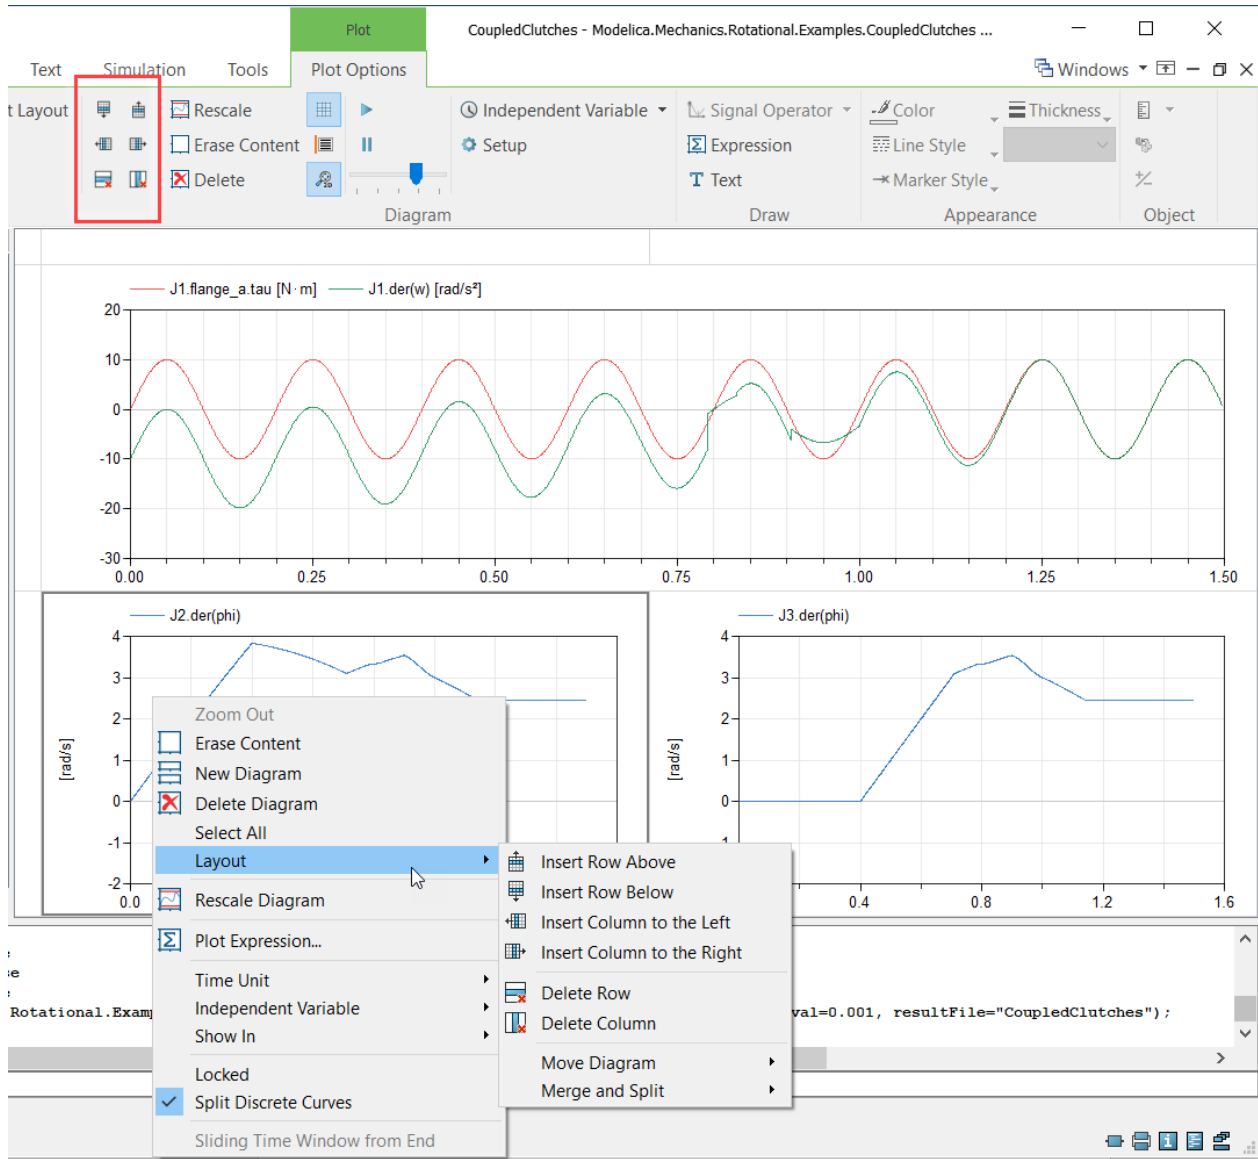 Plot
CoupledClutches - Modelica.Mechanics.Rotational.Examples.CoupledClutches ...
Text Simulation Tools Plot Options Windows
t Layout Rescale Independent Variable Signal Operator Color Thickness
Erase Content Setup Expression Line Style
Delete Text Marker Style
Diagram Draw Appearance Object
J1.flange_a.tau [N·m] J1.der(w) [rad/s²]
20
10
0
-10
-20
-30
0.00 0.25 0.50 0.75 1.00 1.25 1.50
J2.der(phi)
4
3
2
1
0
-1
-2
[rad/s]
0.0
J3.der(phi)
4
3
2
1
0
-1
[rad/s]
0.4 0.8 1.2 1.6
Zoom Out
Erase Content
New Diagram
Delete Diagram
Select All
Layout
Rescale Diagram
Plot Expression...
Time Unit
Independent Variable
Show In
Locked
Split Discrete Curves
Sliding Time Window from End
Insert Row Above
Insert Row Below
Insert Column to the Left
Insert Column to the Right
Delete Row
Delete Column
Move Diagram
Merge and Split
se
Rotational.Examp val=0.001, resultFile="CoupledClutches");